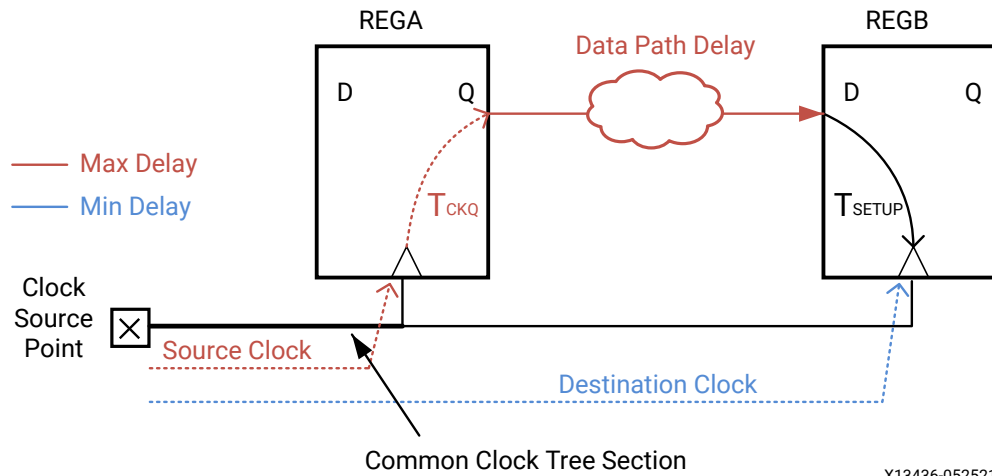 REGA
REGB
Data Path Delay
D
Q
D
Q
Max Delay
Min Delay
TCKQ
TSETUP
Clock
Source
Point
Source Clock
Destination Clock
Common Clock Tree Section